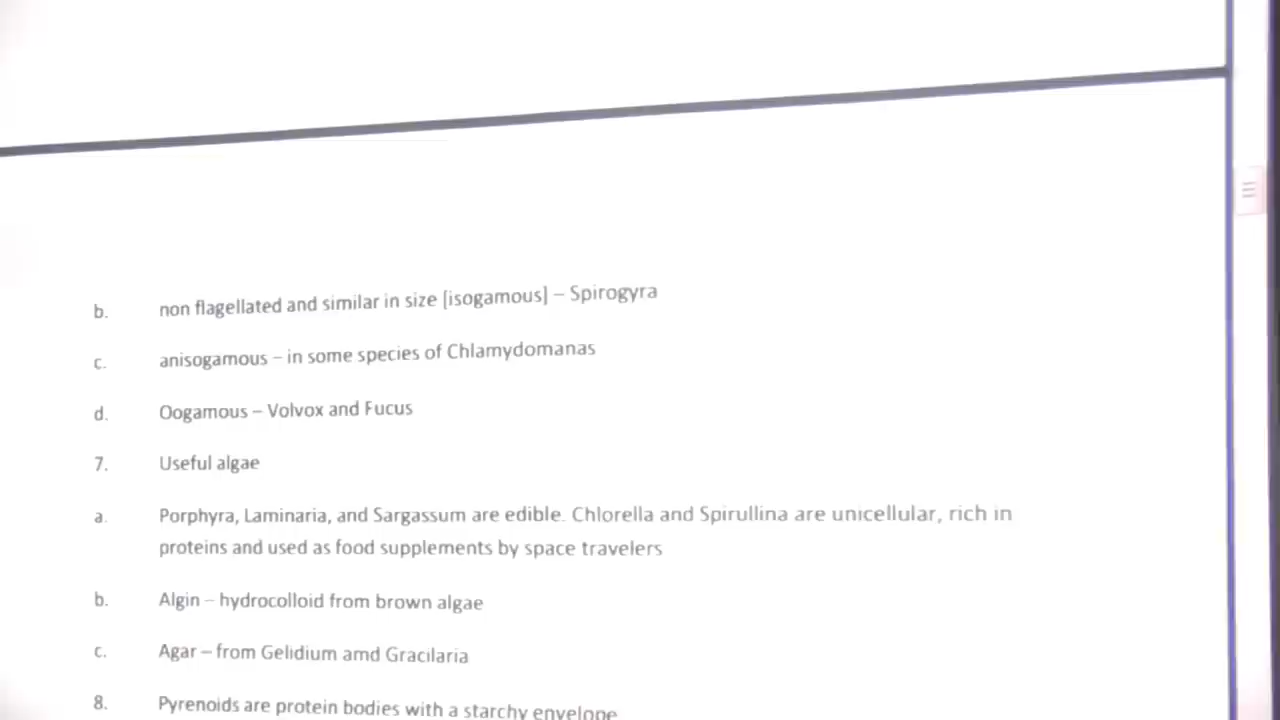 b. non flagellated and similar in size [isogamous] – Spirogyra
c. anisogamous – in some species of Chlamydomanas
d. Oogamous – Volvox and Fucus
7. Useful algae
a. Porphyra, Laminaria, and Sargassum are edible. Chlorella and Spirullina are unicellular, rich in
proteins and used as food supplements by space travelers
b. Algin – hydrocolloid from brown algae
c. Agar – from Gelidium amd Gracilaria
8. Pyrenoids are protein bodies with a starchy envelope